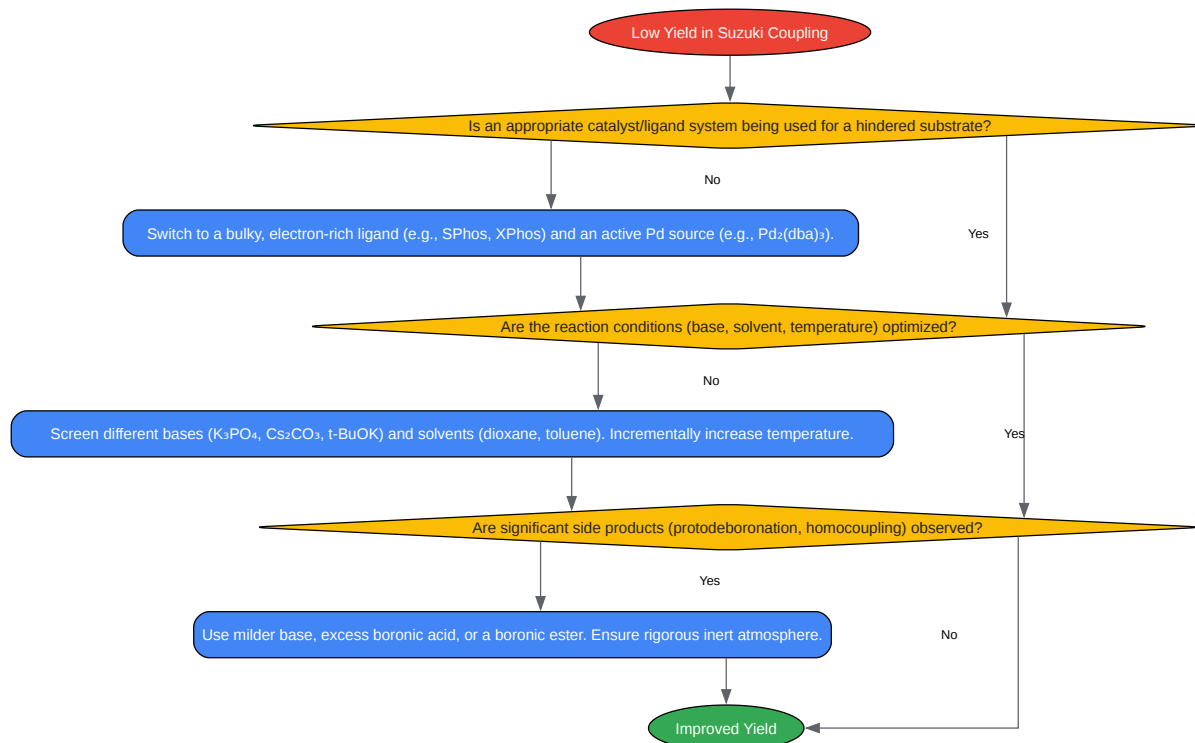 Low Yield in Suzuki Coupling
Is an appropriate catalyst/ligand system being used for a hindered substrate?
No
Switch to a bulky, electron-rich ligand (e.g., SPhos, XPhos) and an active Pd source (e.g., Pd₂(dba)₃).
Yes
Are the reaction conditions (base, solvent, temperature) optimized?
No
Screen different bases (K₃PO₄, Cs₂CO₃, t-BuOK) and solvents (dioxane, toluene). Incrementally increase temperature.
Yes
Are significant side products (protodeboronation, homocoupling) observed?
Yes
Use milder base, excess boronic acid, or a boronic ester. Ensure rigorous inert atmosphere.
No
Improved Yield